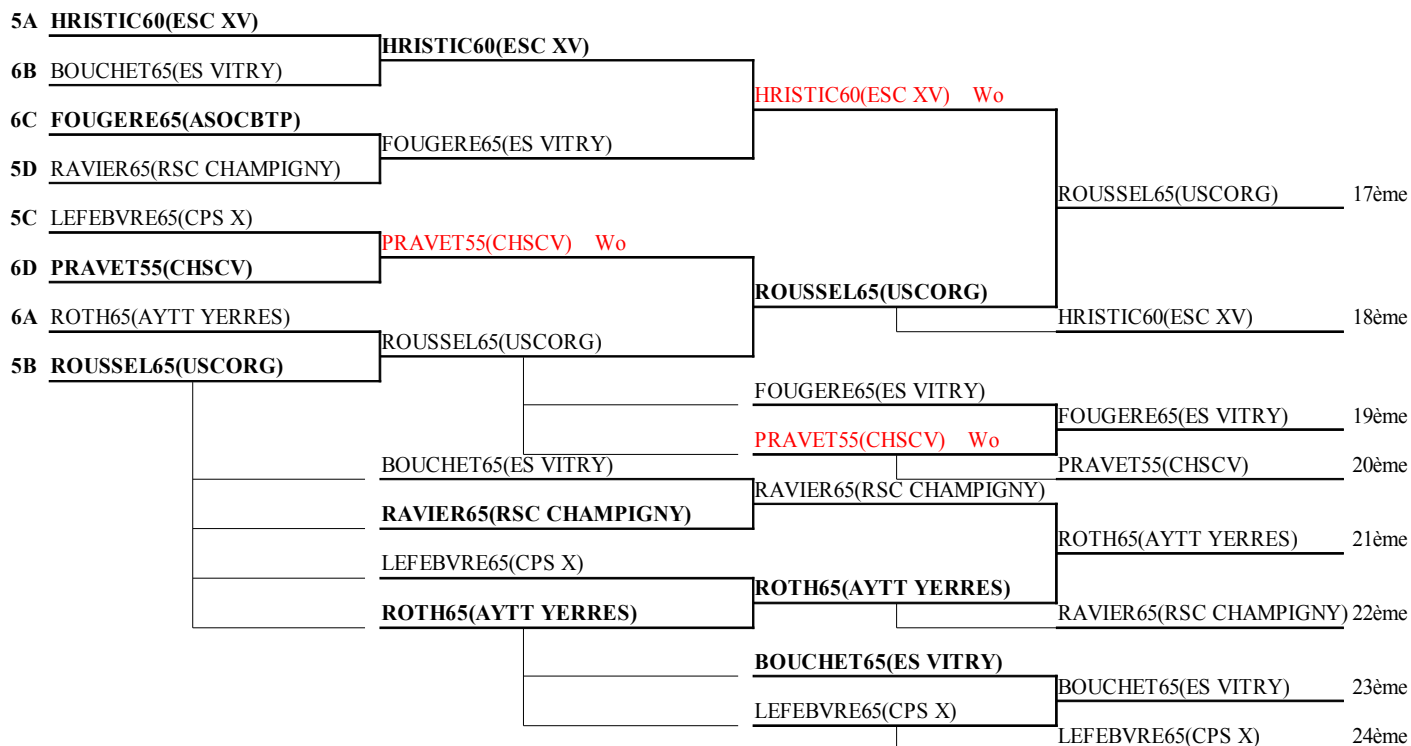 5A HRISTIC60(ESC XV)
HRISTIC60(ESC XV)
6B BOUCHET65(ES VITRY)
HRISTIC60(ESC XV) Wo
6C FOUGERE65(ASOCBTP)
FOUGERE65(ES VITRY)
5D RAVIER65(RSC CHAMPIGNY)
ROUSSEL65(USCORG) 17ème
5C LEFEBVRE65(CPS X)
PRAVET55(CHSCV) Wo
6D PRAVET55(CHSCV)
ROUSSEL65(USCORG)
6A ROTH65(AYTT YERRES)
HRISTIC60(ESC XV) 18ème
ROUSSEL65(USCORG)
5B ROUSSEL65(USCORG)
FOUGERE65(ES VITRY)
FOUGERE65(ES VITRY) 19ème
PRAVET55(CHSCV) Wo
BOUCHET65(ES VITRY)
PRAVET55(CHSCV) 20ème
RAVIER65(RSC CHAMPIGNY)
RAVIER65(RSC CHAMPIGNY)
ROTH65(AYTT YERRES) 21ème
LEFEBVRE65(CPS X)
ROTH65(AYTT YERRES)
ROTH65(AYTT YERRES)
RAVIER65(RSC CHAMPIGNY) 22ème
BOUCHET65(ES VITRY)
BOUCHET65(ES VITRY) 23ème
LEFEBVRE65(CPS X)
LEFEBVRE65(CPS X) 24ème